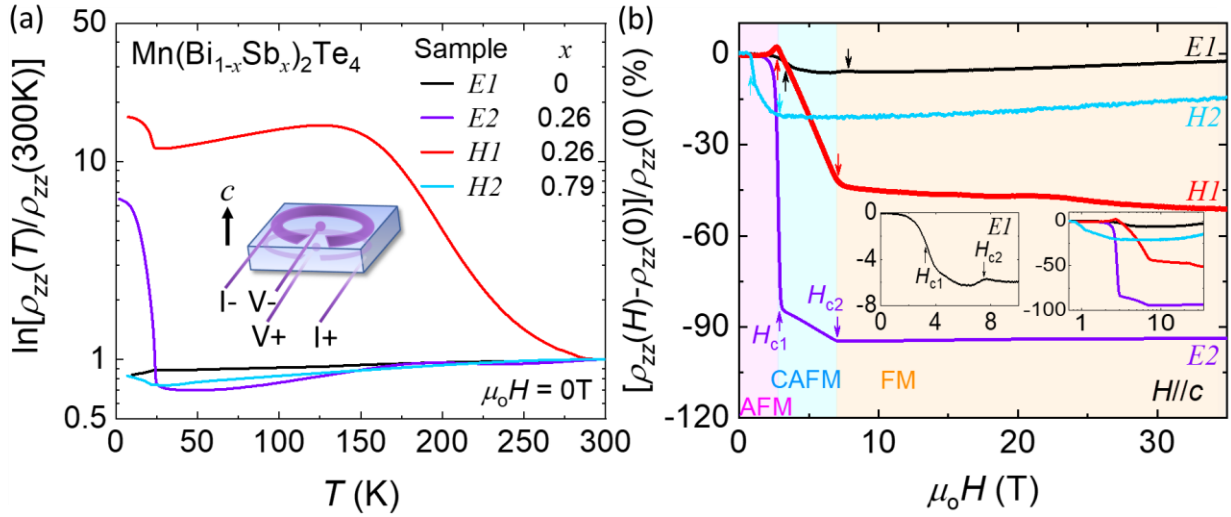 (a)
ln[ρzz(T)/ρzz(300K)]
50
10
1
0.5
Mn(Bi1-xSbx)2Te4
Sample x
E1 0
E2 0.26
H1 0.26
H2 0.79
c
I- V-
V+ I+
μoH = 0T
0 50 100 150 200 250 300
T (K)
(b)
[ρzz(H)-ρzz(0)]/ρzz(0) (%)
0
-30
-60
-90
-120
E1
H2
H1
E2
Hc1
Hc2
AFM
CAFM
FM
H//c
0
-4
-8
0 4 8
E1
Hc1
Hc2
0
-50
-100
1 10
0 10 20 30
μoH (T)